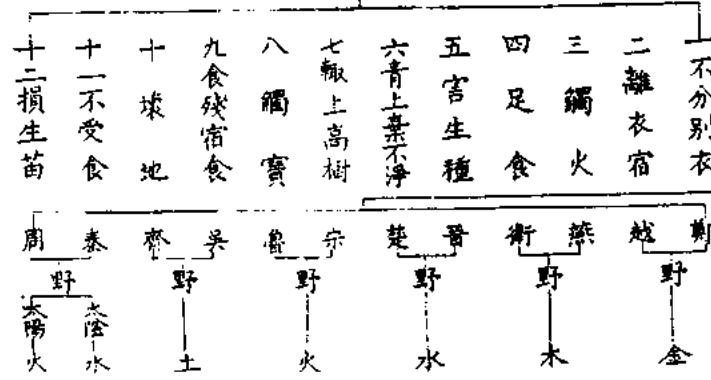 一不分別衣
二離衣宿
三觸火
四足食
五害生種
六青上棄不淨
七輙上高樹
八觸寶
九食殘宿食
十壞地
十一不受食
十二損生苗
鄭 越 燕 衛 晉 楚 宗 魯 吳 齊 秦 周
野 野 野 野 野 野
金 木 水 火 土 太陰水 太陽火